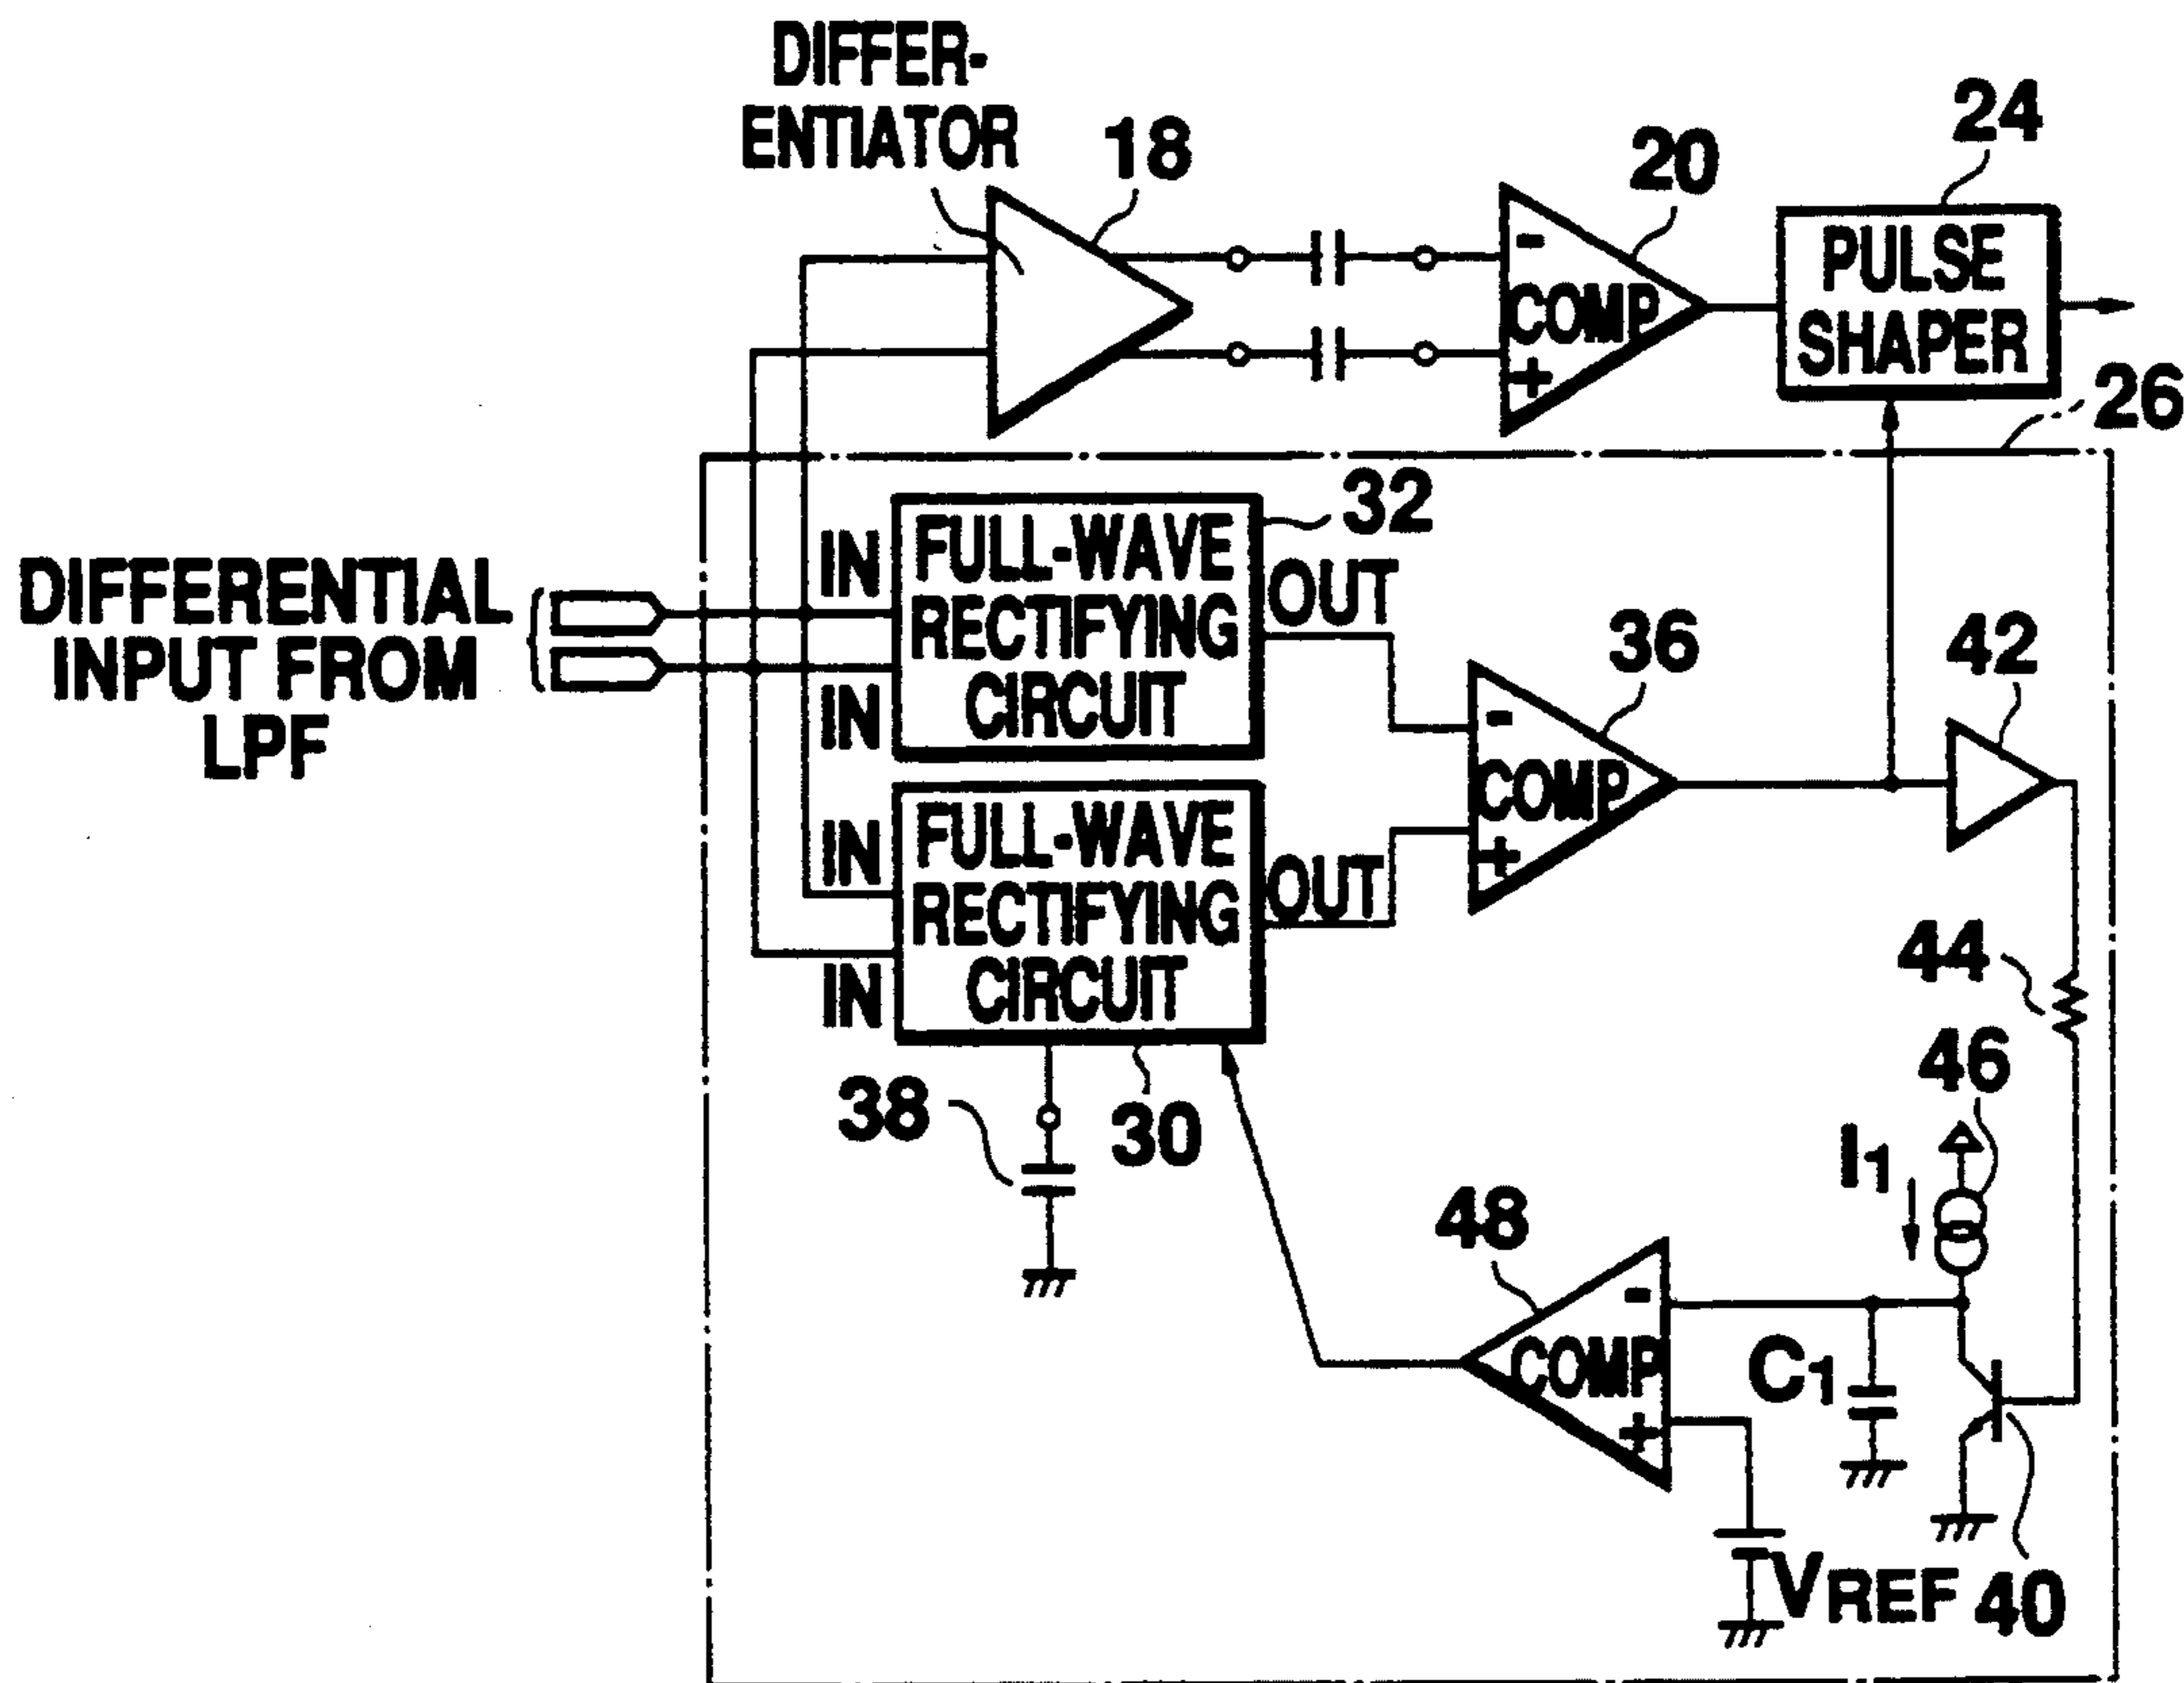 DIFFER-
ENTIATOR
18
20
24
-
COMP
+
PULSE
SHAPER
26
32
IN
FULL-WAVE
RECTIFYING
CIRCUIT
IN
OUT
DIFFERENTIAL
INPUT FROM
LPF
36
-
COMP
+
42
IN
FULL-WAVE
RECTIFYING
CIRCUIT
IN
OUT
44
46
38
30
I1
48
-
COMP
+
C1
VREF
40